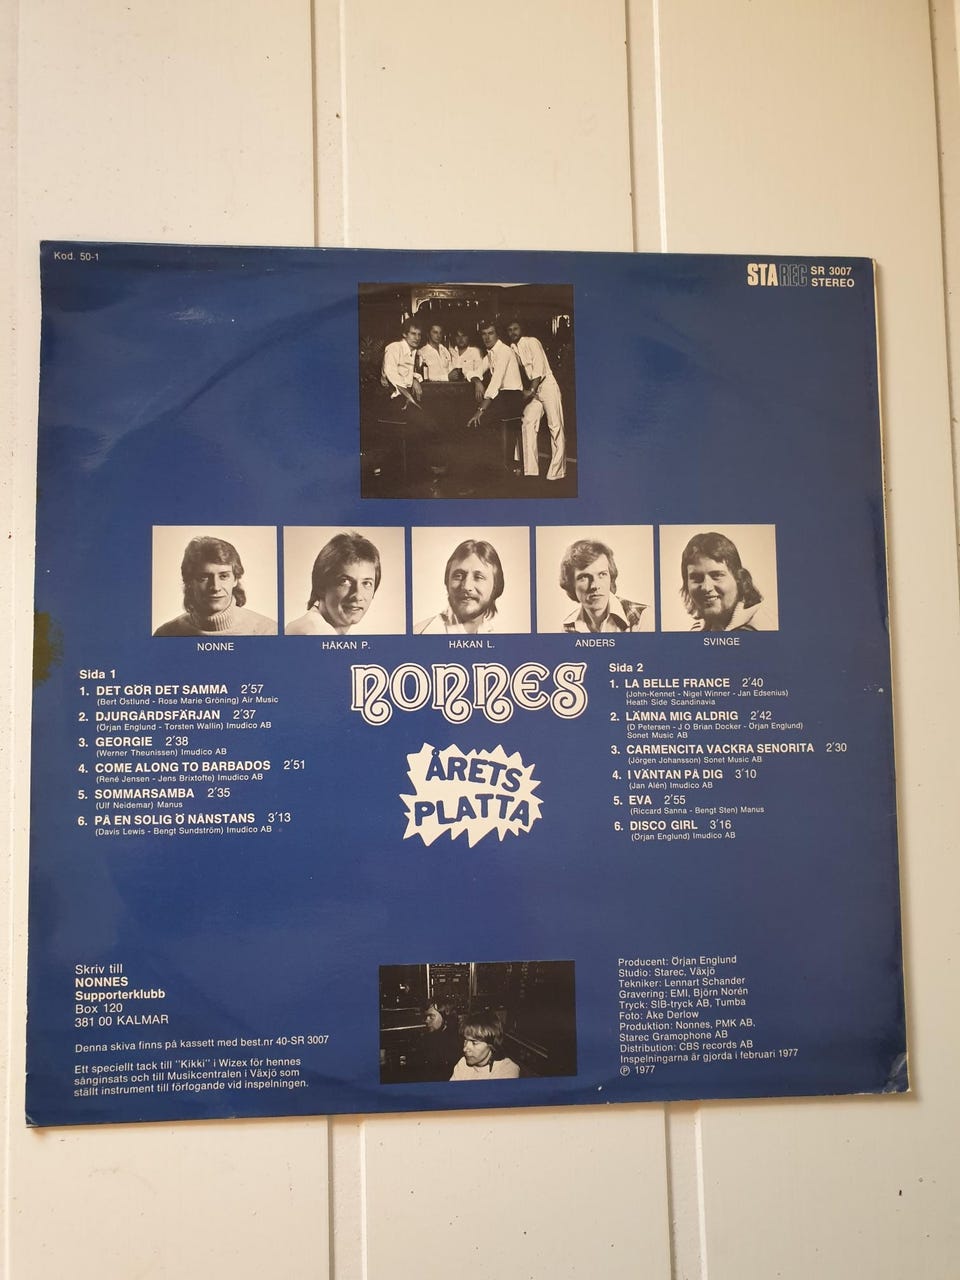 Kod. 50-1
STAREC SR 3007
STEREO
NONNE
HÅKAN P.
HÅKAN L.
ANDERS
SVINGE
NONNES
ÅRETS
PLATTA
Sida 1
1. DET GÖR DET SAMMA 2'57
(Bert Östlund - Rose Marie Gröning) Air Music
2. DJURGÅRDSFÄRJAN 2'37
(Örjan Englund - Torsten Wallin) Imudico AB
3. GEORGIE 2'38
(Werner Theunissen) Imudico AB
4. COME ALONG TO BARBADOS 2'51
(René Jensen - Jens Brixtofte) Imudico AB
5. SOMMARSAMBA 2'35
(Ulf Neidemar) Manus
6. PÅ EN SOLIG Ö NÅNSTANS 3'13
(Davis Lewis - Bengt Sundström) Imudico AB
Sida 2
1. LA BELLE FRANCE 2'40
(John-Kennet - Nigel Winner - Jan Edsenius)
Heath Side Scandinavia
2. LÄMNA MIG ALDRIG 2'42
(D Petersen - J O Brian Docker - Örjan Englund)
Sonet Music AB
3. CARMENCITA VACKRA SENORITA 2'30
(Jörgen Johansson) Sonet Music AB
4. I VÄNTAN PÅ DIG 3'10
(Jan Alén) Imudico AB
5. EVA 2'55
(Riccard Sanna - Bengt Sten) Manus
6. DISCO GIRL 3'16
(Örjan Englund) Imudico AB
Skriv till
NONNES
Supporterklubb
Box 120
381 00 KALMAR
Denna skiva finns på kassett med best.nr 40-SR 3007
Ett speciellt tack till "Kikki" i Wizex för hennes
sånginsats och till Musikcentralen i Växjö som
ställt instrument till förfogande vid inspelningen.
Producent: Örjan Englund
Studio: Starec, Växjö
Tekniker: Lennart Schander
Gravering: EMI, Björn Norén
Tryck: SIB-tryck AB, Tumba
Foto: Åke Derlow
Produktion: Nonnes, PMK AB,
Starec Gramophone AB
Distribution: CBS records AB
Inspelningarna är gjorda i februari 1977
℗ 1977